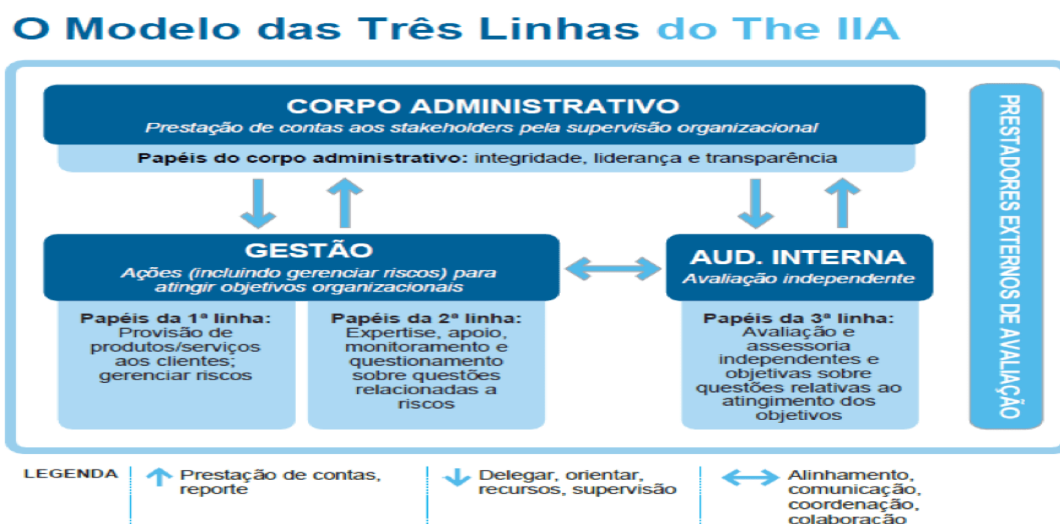 O Modelo das Três Linhas do The IIA
CORPO ADMINISTRATIVO
Prestação de contas aos stakeholders pela supervisão organizacional
Papéis do corpo administrativo: integridade, liderança e transparência
GESTÃO
Ações (incluindo gerenciar riscos) para
atingir objetivos organizacionais
Papéis da 1ª linha:
Provisão de
produtos/serviços
aos clientes;
gerenciar riscos
Papéis da 2ª linha:
Expertise, apoio,
monitoramento e
questionamento
sobre questões
relacionadas a
riscos
AUD. INTERNA
Avaliação independente
Papéis da 3ª linha:
Avaliação e
assessoria
independentes e
objetivas sobre
questões relativas ao
atingimento dos
objetivos
PRESTADORES EXTERNOS DE AVALIAÇÃO
LEGENDA
Prestação de contas,
reporte
Delegar, orientar,
recursos, supervisão
Alinhamento,
comunicação,
coordenação,
colaboração